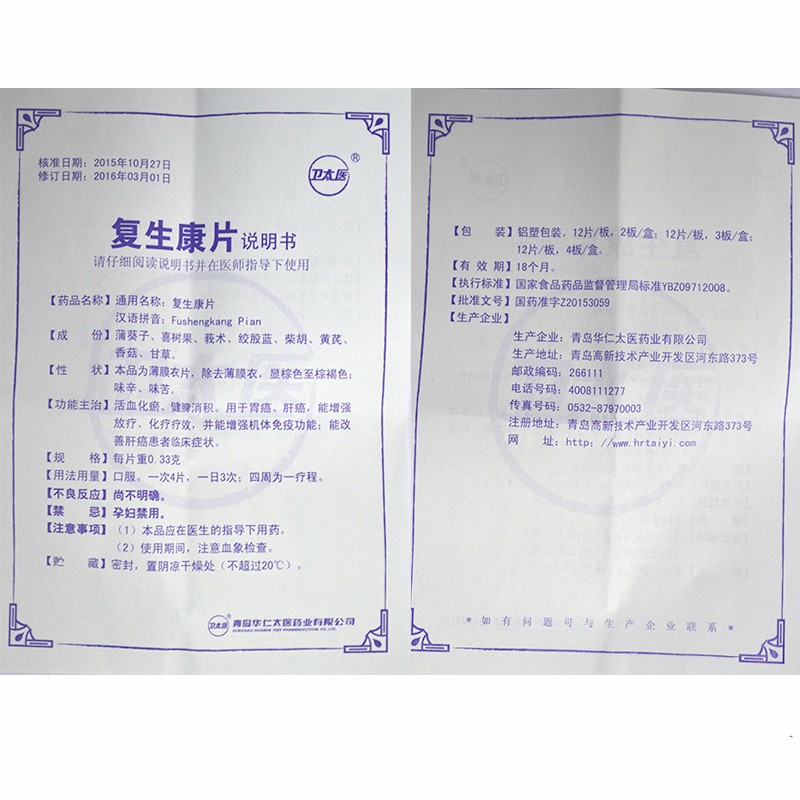 核准日期：2015年10月27日
修订日期：2016年03月01日
卫太医®
复生康片说明书
请仔细阅读说明书并在医师指导下使用
【药品名称】通用名称：复生康片
汉语拼音：Fushengkang Pian
【成　　份】蒲葵子、喜树果、莪术、绞股蓝、柴胡、黄芪、
香菇、甘草。
【性　　状】本品为薄膜衣片，除去薄膜衣，显棕色至棕褐色；
味辛、味苦。
【功能主治】活血化瘀、健脾消积。用于胃癌、肝癌，能增强
放疗、化疗疗效，并能增强机体免疫功能；能改
善肝癌患者临床症状。
【规　　格】每片重0.33克
【用法用量】口服。一次4片，一日3次；四周为一疗程。
【不良反应】尚不明确。
【禁　　忌】孕妇禁用。
【注意事项】（1）本品应在医生的指导下用药。
（2）使用期间，注意血象检查。
【贮　　藏】密封，置阴凉干燥处（不超过20℃）。
卫太医®青岛华仁太医药业有限公司
【包　　装】铝塑包装。12片/板，2板/盒；12片/板，3板/盒；
12片/板，4板/盒。
【有 效 期】18个月。
【执行标准】国家食品药品监督管理局标准YBZ09712008。
【批准文号】国药准字Z20153059
【生产企业】
生产企业：青岛华仁太医药业有限公司
生产地址：青岛高新技术产业开发区河东路373号
邮政编码：266111
电话号码：4008111277
传真号码：0532-87970003
注册地址：青岛高新技术产业开发区河东路373号
网　　址：http：//www.hrtaiyi.com
*如有问题可与生产企业联系*